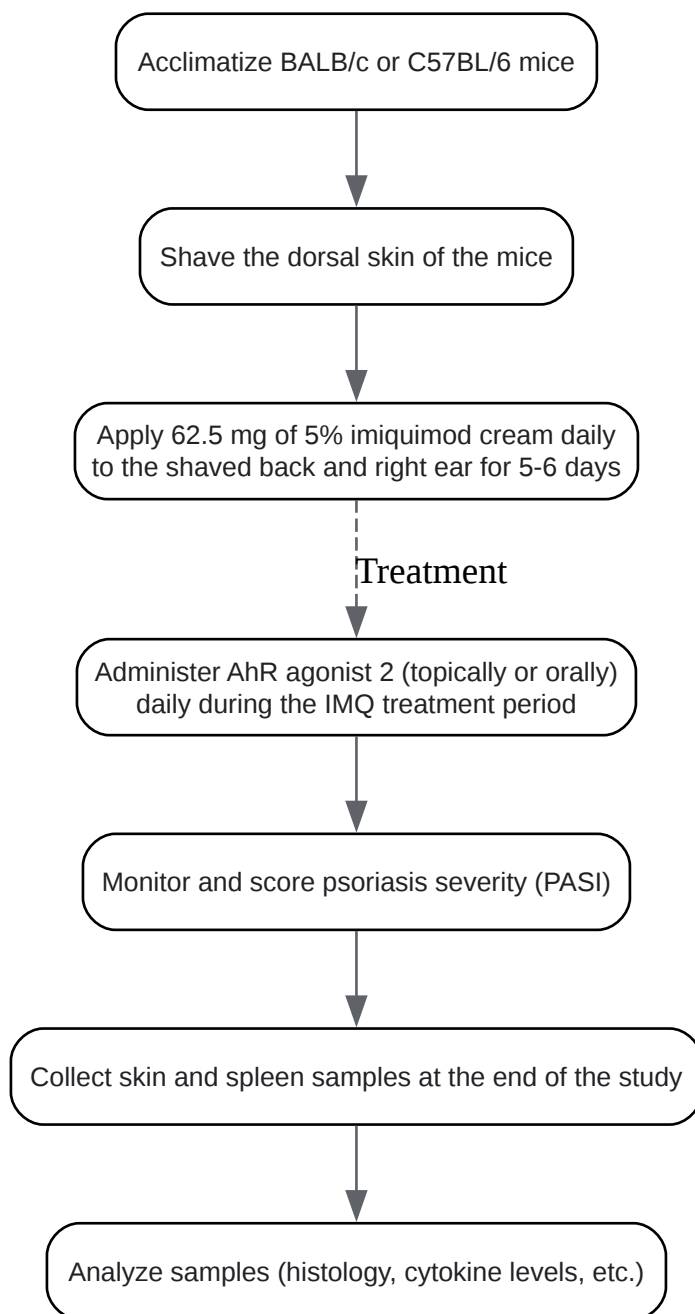 Acclimatize BALB/c or C57BL/6 mice
Shave the dorsal skin of the mice
Apply 62.5 mg of 5% imiquimod cream daily
to the shaved back and right ear for 5-6 days
Treatment
Administer AhR agonist 2 (topically or orally)
daily during the IMQ treatment period
Monitor and score psoriasis severity (PASI)
Collect skin and spleen samples at the end of the study
Analyze samples (histology, cytokine levels, etc.)